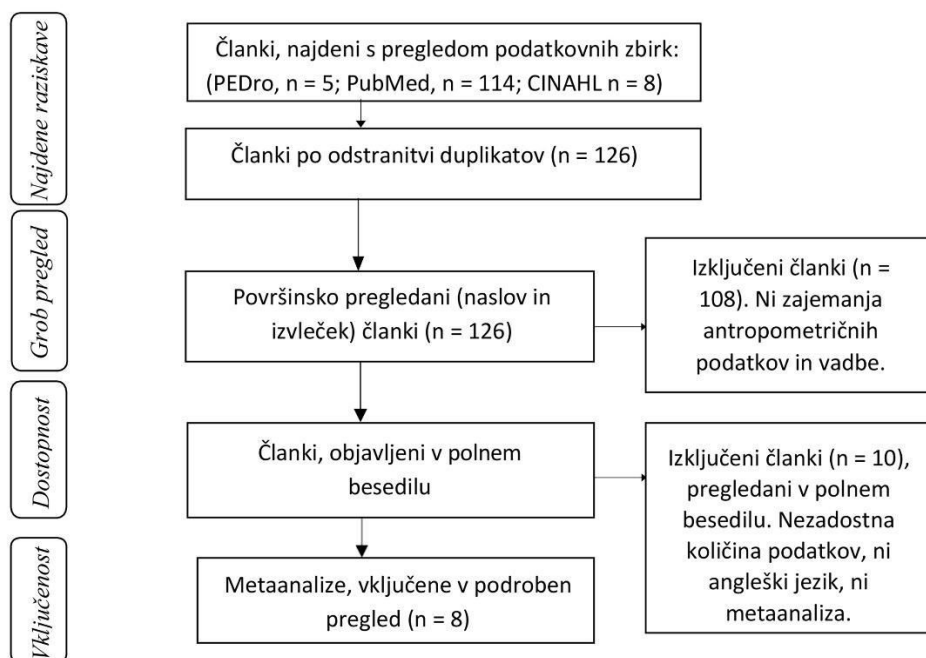 Najdene raziskave
Članki, najdeni s pregledom podatkovnih zbirk:
(PEDro, n = 5; PubMed, n = 114; CINAHL n = 8)
Članki po odstranitvi duplikatov (n = 126)
Grob pregled
Površinsko pregledani (naslov in
izvleček) članki (n = 126)
Izključeni članki (n =
108). Ni zajemanja
antropometričnih
podatkov in vadbe.
Dostopnost
Članki, objavljeni v polnem
besedilu
Izključeni članki (n = 10),
pregledani v polnem
besedilu. Nezadostna
količina podatkov, ni
angleški jezik, ni
metaanaliza.
Vključenost
Metaanalize, vključene v podroben
pregled (n = 8)